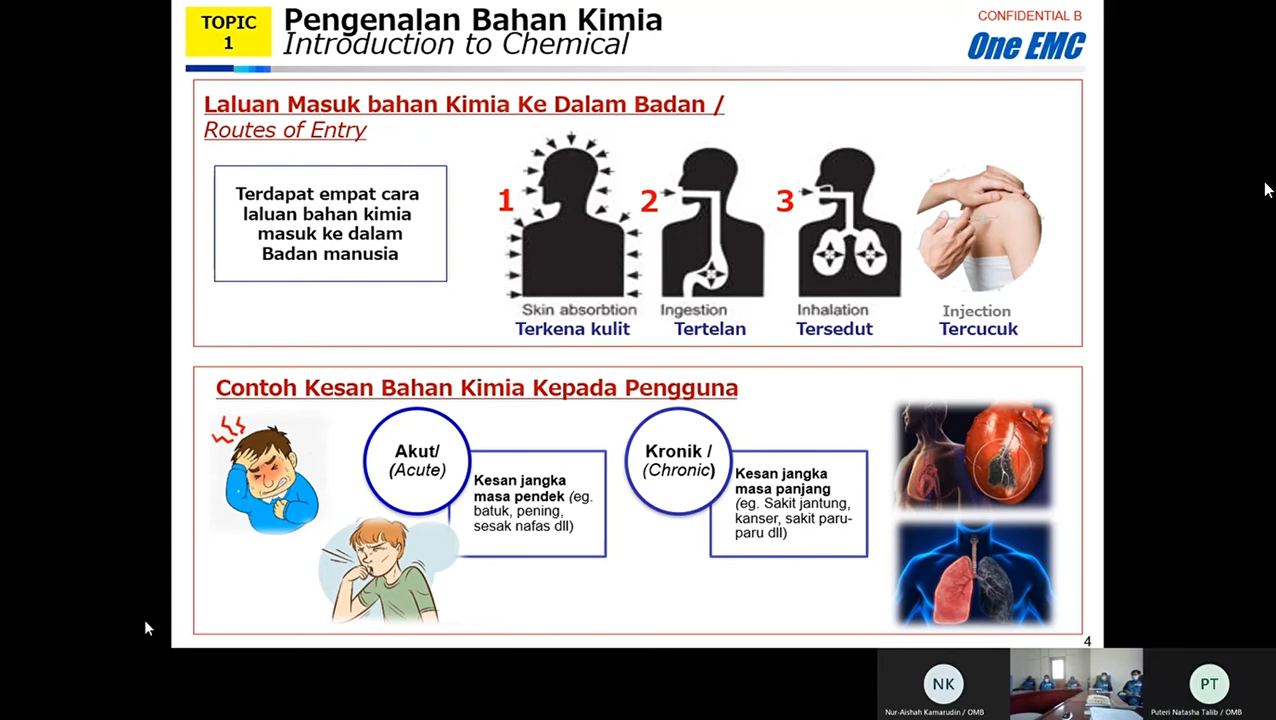 TOPIC
1
Pengenalan Bahan Kimia
Introduction to Chemical
CONFIDENTIAL B
One EMC
Laluan Masuk bahan Kimia Ke Dalam Badan /
Routes of Entry
Terdapat empat cara
laluan bahan kimia
masuk ke dalam
Badan manusia
1
2
3
Skin absorbtion
Terkena kulit
Ingestion
Tertelan
Inhalation
Tersedut
Injection
Tercucuk
Contoh Kesan Bahan Kimia Kepada Pengguna
Akut/
(Acute)
Kesan jangka
masa pendek (eg.
batuk, pening,
sesak nafas dll)
Kronik /
(Chronic)
Kesan jangka
masa panjang
(eg. Sakit jantung,
kanser, sakit paru-
paru dll)
4
NK
Nur-Aishah Kamarudin / OMB
PT
Puteri Natasha Talib / OMB